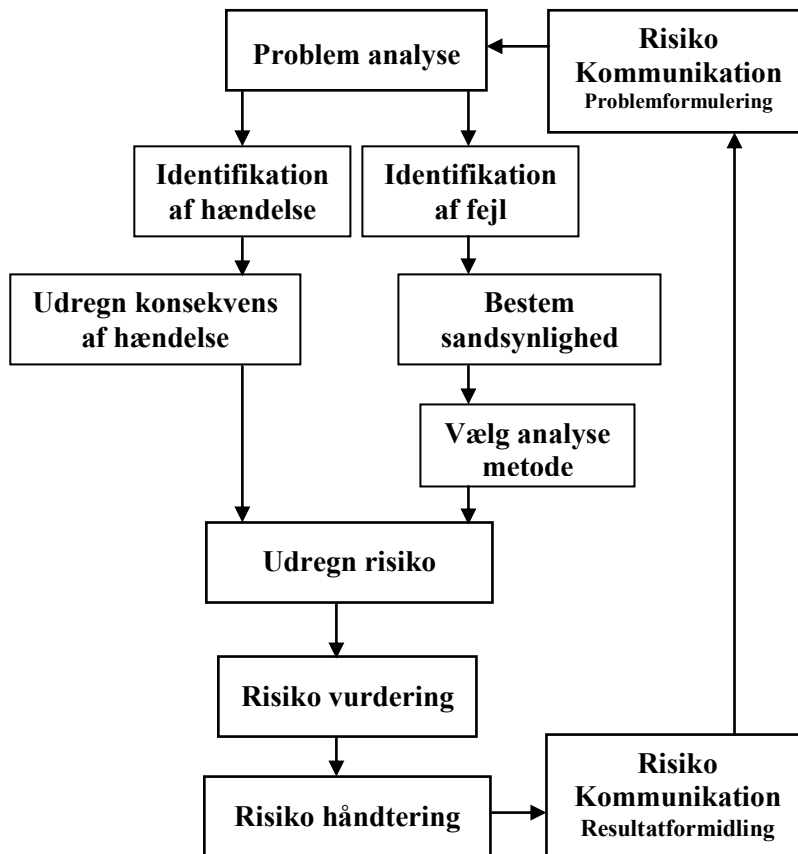 Problem analyse
Risiko
Kommunikation
Problemformulering
Identifikation
af hændelse
Identifikation
af fejl
Udregn konsekvens
af hændelse
Bestem
sandsynlighed
Vælg analyse
metode
Udregn risiko
Risiko vurdering
Risiko håndtering
Risiko
Kommunikation
Resultatformidling